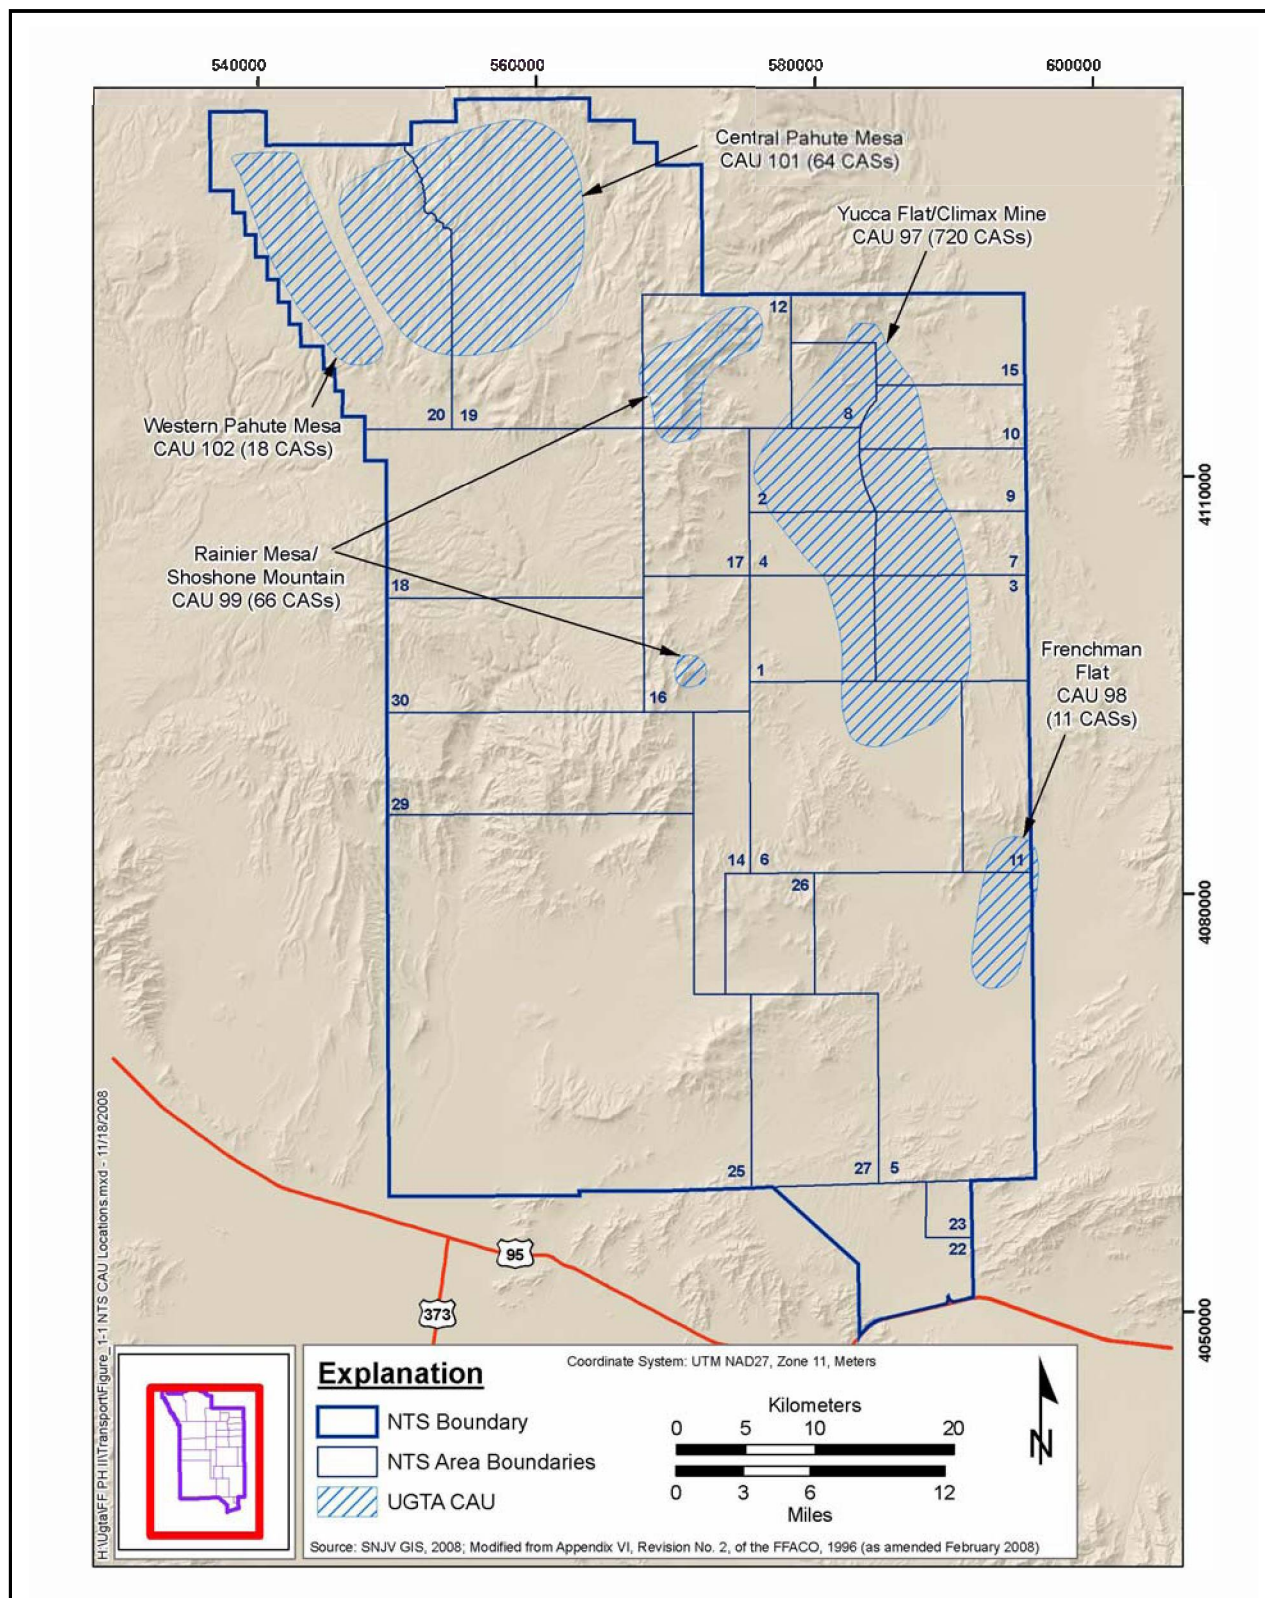 540000
560000
580000
600000
Central Pahute Mesa
CAU 101 (64 CASs)
Yucca Flat/Climax Mine
CAU 97 (720 CASs)
12
15
Western Pahute Mesa
CAU 102 (18 CASs)
20
19
8
10
4110000
2
9
Rainier Mesa/
Shoshone Mountain
CAU 99 (66 CASs)
17
4
7
18
3
Frenchman
Flat
CAU 98
(11 CASs)
1
30
16
29
14
6
11
26
4080000
25
27
5
23
22
95
373
4050000
H:\Ugta\FF PH II\Transport\Figure_1-1 NTS CAU Locations.mxd - 11/18/2008
Explanation
Coordinate System: UTM NAD27, Zone 11, Meters
NTS Boundary
NTS Area Boundaries
UGTA CAU
Kilometers
0 5 10 20
0 3 6 12
Miles
N
Source: SNJV GIS, 2008; Modified from Appendix VI, Revision No. 2, of the FFACO, 1996 (as amended February 2008)